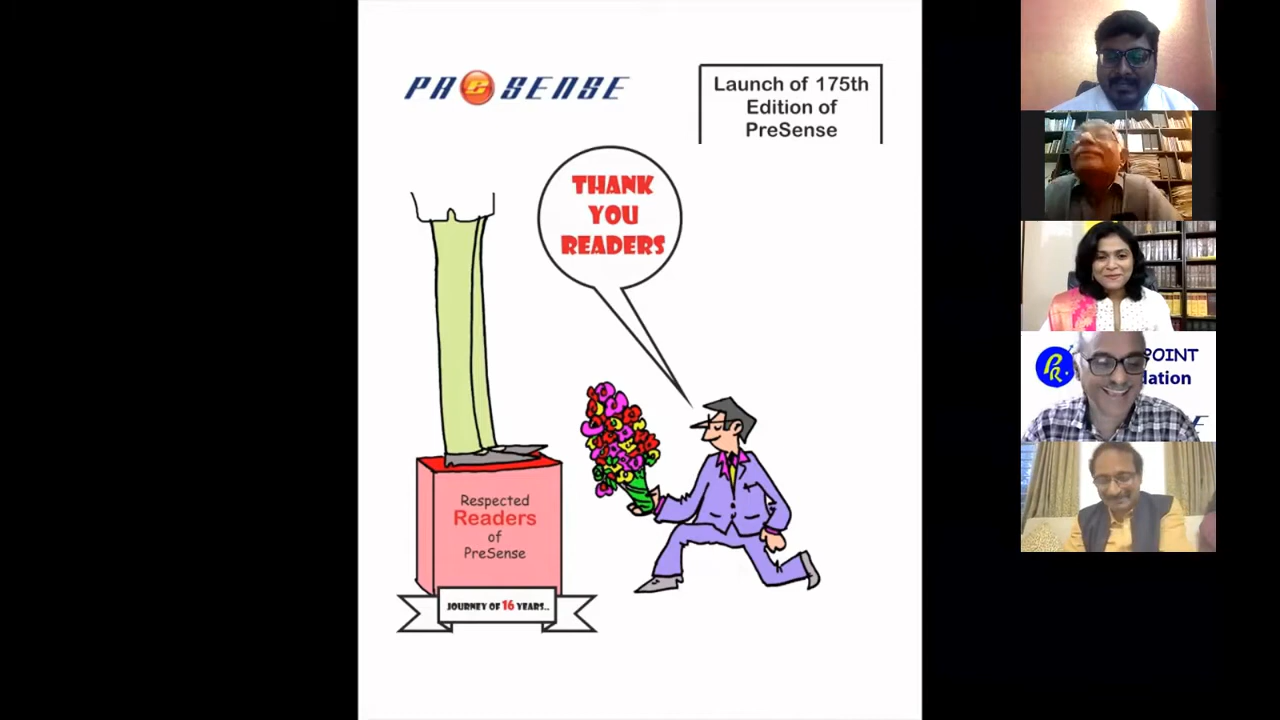 PReSENSE
Launch of 175th
Edition of
PreSense
THANK
YOU
READERS
Respected
Readers
of
PreSense
JOURNEY OF 16 YEARS..
PR.
POINT
dation
E